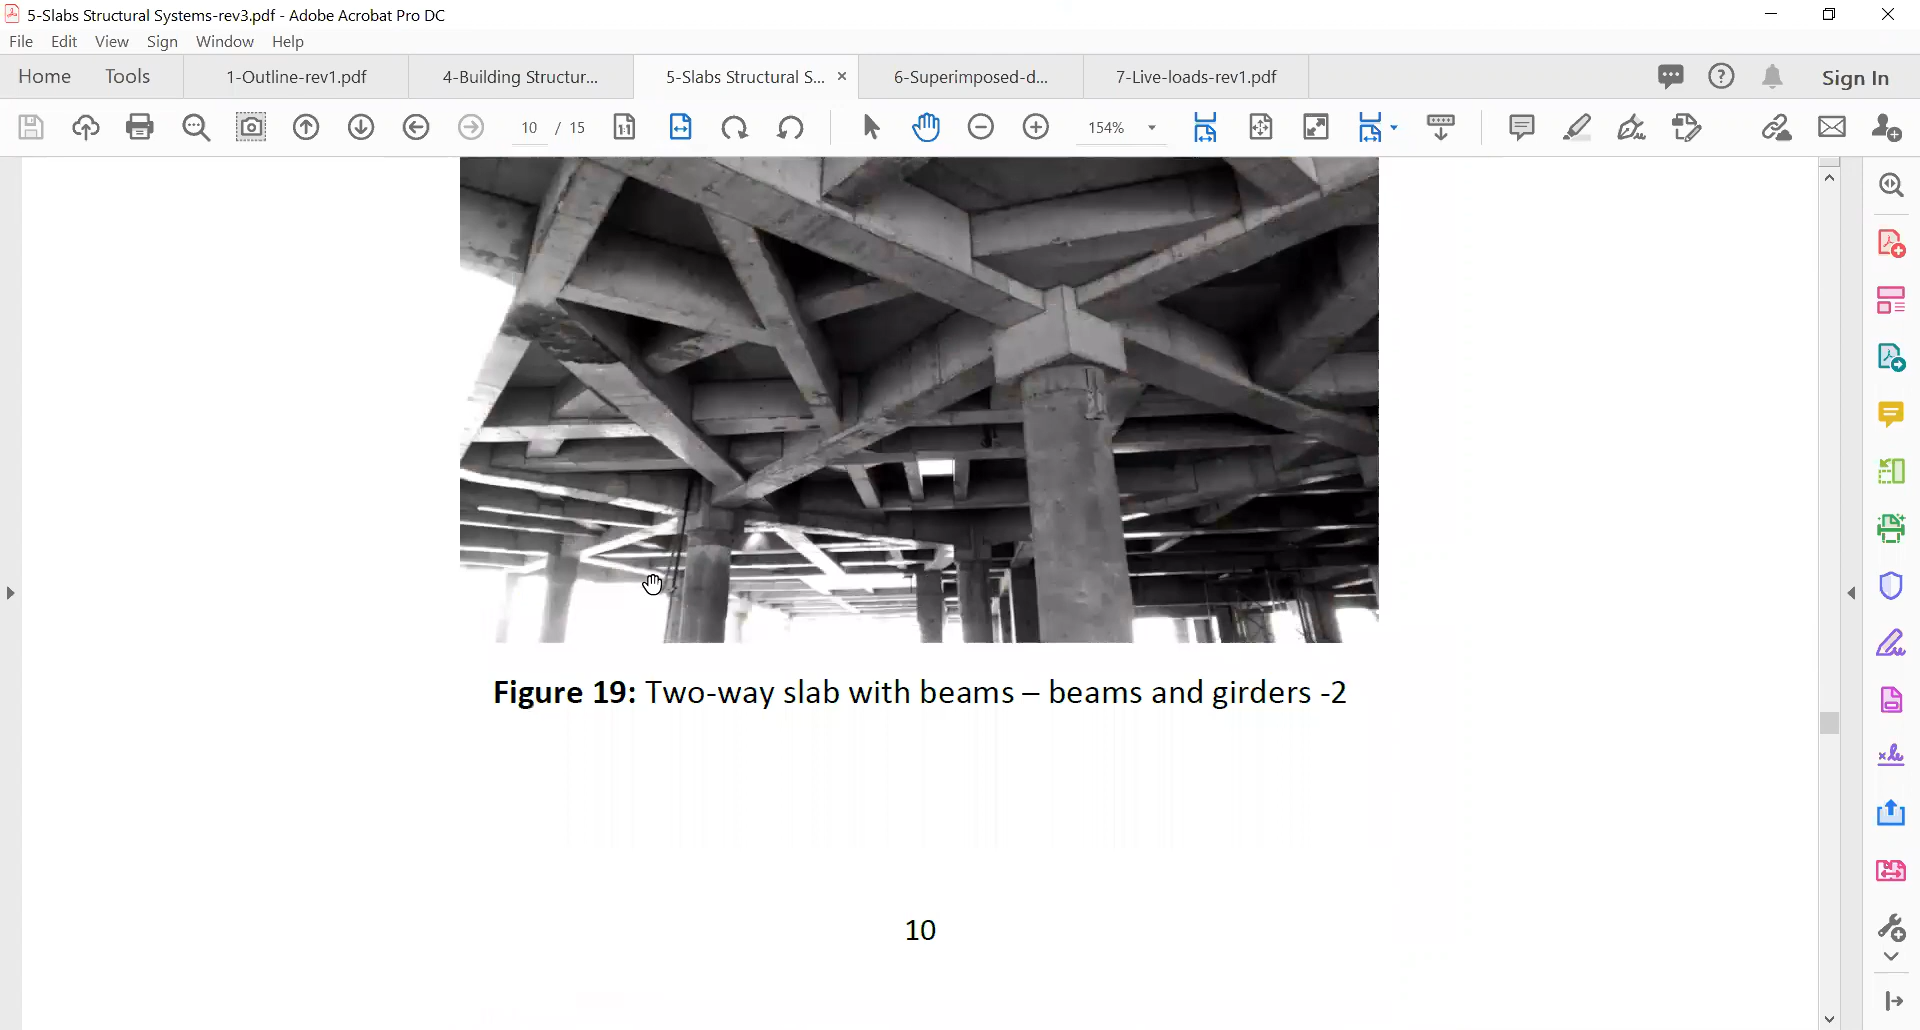 5-Slabs Structural Systems-rev3.pdf - Adobe Acrobat Pro DC
File Edit View Sign Window Help
Home Tools 1-Outline-rev1.pdf 4-Building Structur... 5-Slabs Structural S... × 6-Superimposed-d... 7-Live-loads-rev1.pdf Sign In
10 / 15 154%
Figure 19: Two-way slab with beams – beams and girders -2
10